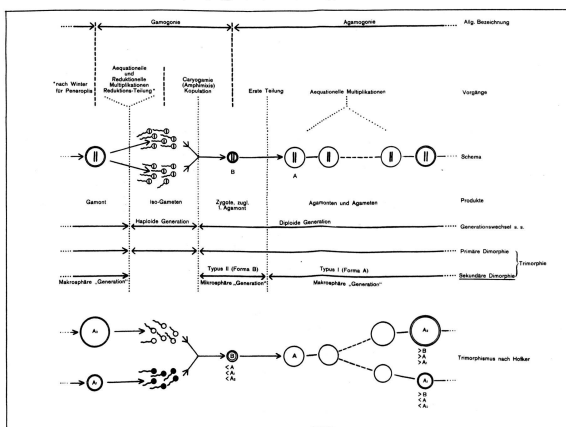 Gamogonie Agamogonie Allg. Bezeichnung
*nach Winter
für Peneroplis
Aequationelle
und
Reduktionelle
Multiplikationen
Reduktions-Teilung*
Caryogamie
(Amphimixis)
Kopulation
Erste Teilung
Aequationelle Multiplikationen
Vorgänge
B
A
Schema
Gamont
Iso-Gameten
Zygote, zugl.
I. Agamont
Agamonten und Agameten
Produkte
Haploide Generation
Diploide Generation
Generationswechsel s. s.
Primäre Dimorphie
Trimorphie
Typus II (Forma B)
Typus I (Forma A)
Sekundäre Dimorphie
Makrosphäre „Generation“
Mikrosphäre „Generation“
Makrosphäre „Generation“
A₂
B
< A
< A₁
< A₂
A
A₂
> B
> A
> A₁
Trimorphismus nach Hofker
A₁
A₁
> B
< A